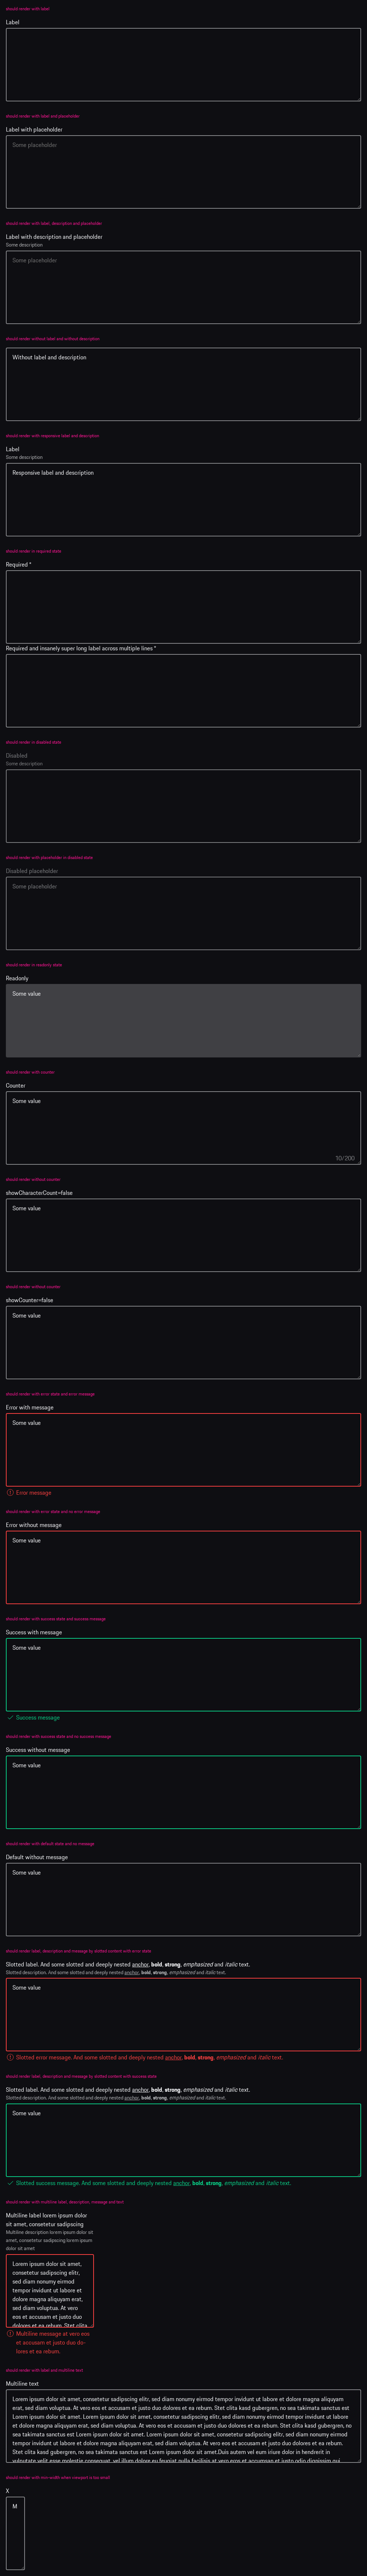 should render with label
Label
should render with label and placeholder
Label with placeholder
Some placeholder
should render with label, description and placeholder
Label with description and placeholder
Some description
Some placeholder
should render without label and without description
Without label and description
should render with responsive label and description
Label
Some description
Responsive label and description
should render in required state
Required *
Required and insanely super long label across multiple lines *
should render in disabled state
Disabled
Some description
should render with placeholder in disabled state
Disabled placeholder
Some placeholder
should render in readonly state
Readonly
Some value
should render with counter
Counter
Some value
10/200
should render without counter
showCharacterCount=false
Some value
should render without counter
showCounter=false
Some value
should render with error state and error message
Error with message
Some value
Error message
should render with error state and no error message
Error without message
Some value
should render with success state and success message
Success with message
Some value
Success message
should render with success state and no success message
Success without message
Some value
should render with default state and no message
Default without message
Some value
should render label, description and message by slotted content with error state
Slotted label. And some slotted and deeply nested anchor, bold, strong, emphasized and italic text.
Slotted description. And some slotted and deeply nested anchor, bold, strong, emphasized and italic text.
Some value
Slotted error message. And some slotted and deeply nested anchor, bold, strong, emphasized and italic text.
should render label, description and message by slotted content with success state
Slotted label. And some slotted and deeply nested anchor, bold, strong, emphasized and italic text.
Slotted description. And some slotted and deeply nested anchor, bold, strong, emphasized and italic text.
Some value
Slotted success message. And some slotted and deeply nested anchor, bold, strong, emphasized and italic text.
should render with multiline label, description, message and text
Multiline label lorem ipsum dolor
sit amet, consetetur sadipscing
Multiline description lorem ipsum dolor sit
amet, consetetur sadipscing lorem ipsum
dolor sit amet
Lorem ipsum dolor sit amet,
consetetur sadipscing elitr,
sed diam nonumy eirmod
tempor invidunt ut labore et
dolore magna aliquyam erat,
sed diam voluptua. At vero
eos et accusam et justo duo
dolores et ea rebum. Stet clita
Multiline message at vero eos
et accusam et justo duo do-
lores et ea rebum.
should render with label and multiline text
Multiline text
Lorem ipsum dolor sit amet, consetetur sadipscing elitr, sed diam nonumy eirmod tempor invidunt ut labore et dolore magna aliquyam
erat, sed diam voluptua. At vero eos et accusam et justo duo dolores et ea rebum. Stet clita kasd gubergren, no sea takimata sanctus est
Lorem ipsum dolor sit amet. Lorem ipsum dolor sit amet, consetetur sadipscing elitr, sed diam nonumy eirmod tempor invidunt ut labore
et dolore magna aliquyam erat, sed diam voluptua. At vero eos et accusam et justo duo dolores et ea rebum. Stet clita kasd gubergren, no
sea takimata sanctus est Lorem ipsum dolor sit amet. Lorem ipsum dolor sit amet, consetetur sadipscing elitr, sed diam nonumy eirmod
tempor invidunt ut labore et dolore magna aliquyam erat, sed diam voluptua. At vero eos et accusam et justo duo dolores et ea rebum.
Stet clita kasd gubergren, no sea takimata sanctus est Lorem ipsum dolor sit amet.Duis autem vel eum iriure dolor in hendrerit in
vulputate velit esse molestie consequat, vel illum dolore eu feugiat nulla facilisis at vero eros et accumsan et iusto odio dignissim qui
should render with min width when viewport is too small
X
M